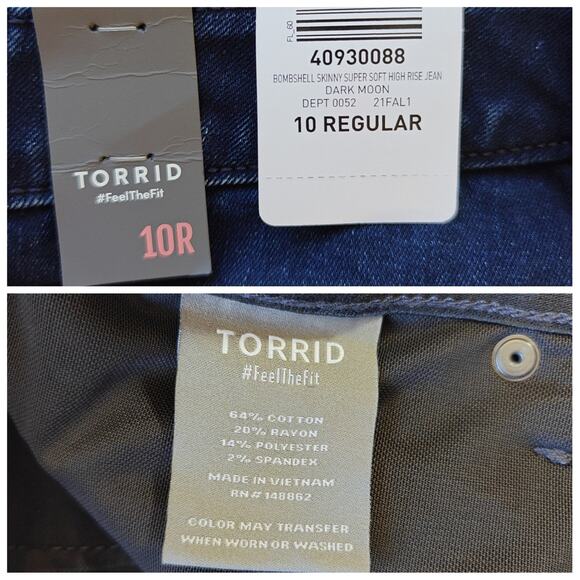 TORRID
#FeelTheFit
10R
FL 60
40930088
BOMBSHELL SKINNY SUPER SOFT HIGH RISE JEAN
DARK MOON
DEPT 0052 21FAL1
10 REGULAR
TORRID
#FeelTheFit
64% COTTON
20% RAYON
14% POLYESTER
2% SPANDEX
MADE IN VIETNAM
RN# 148862
COLOR MAY TRANSFER
WHEN WORN OR WASHED